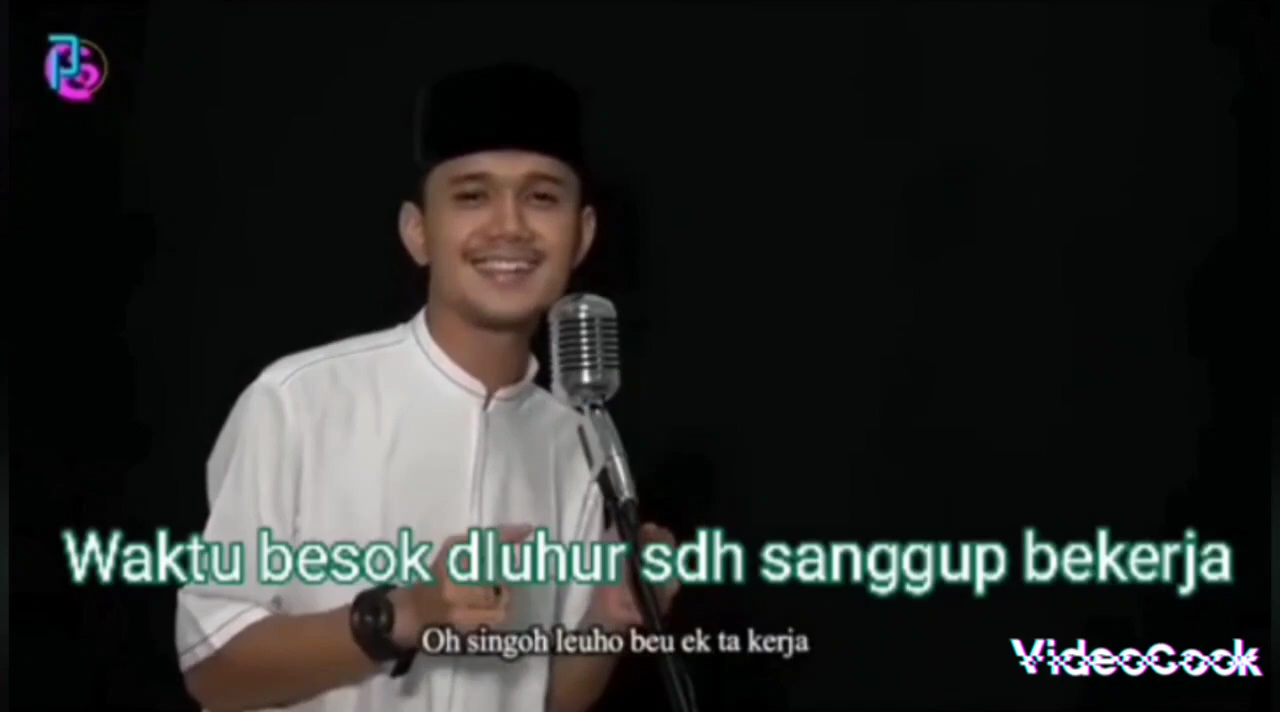 Waktu besok dluhur sdh sanggup bekerja
Oh singoh leuho beu ek ta kerja
VideoCook